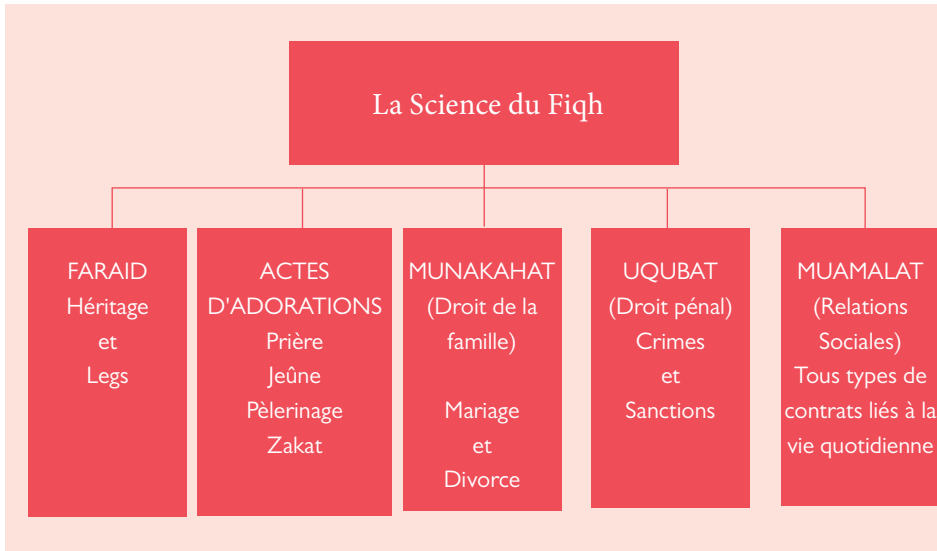 La Science du Fiqh
FARAID
Héritage
et
Legs
ACTES
D'ADORATIONS
Prière
Jeûne
Pèlerinage
Zakat
MUNAKAHAT
(Droit de la
famille)
Mariage
et
Divorce
UQUBAT
(Droit pénal)
Crimes
et
Sanctions
MUAMALAT
(Relations
Sociales)
Tous types de
contrats liés à la
vie quotidienne